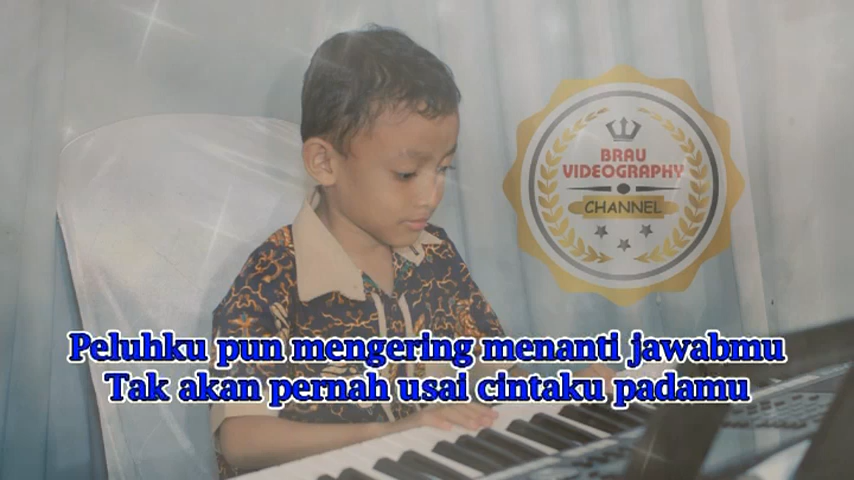 BRAU
VIDEOGRAPHY
CHANNEL
Peluhku pun mengering menanti jawabmu
Tak akan pernah usai cintaku padamu